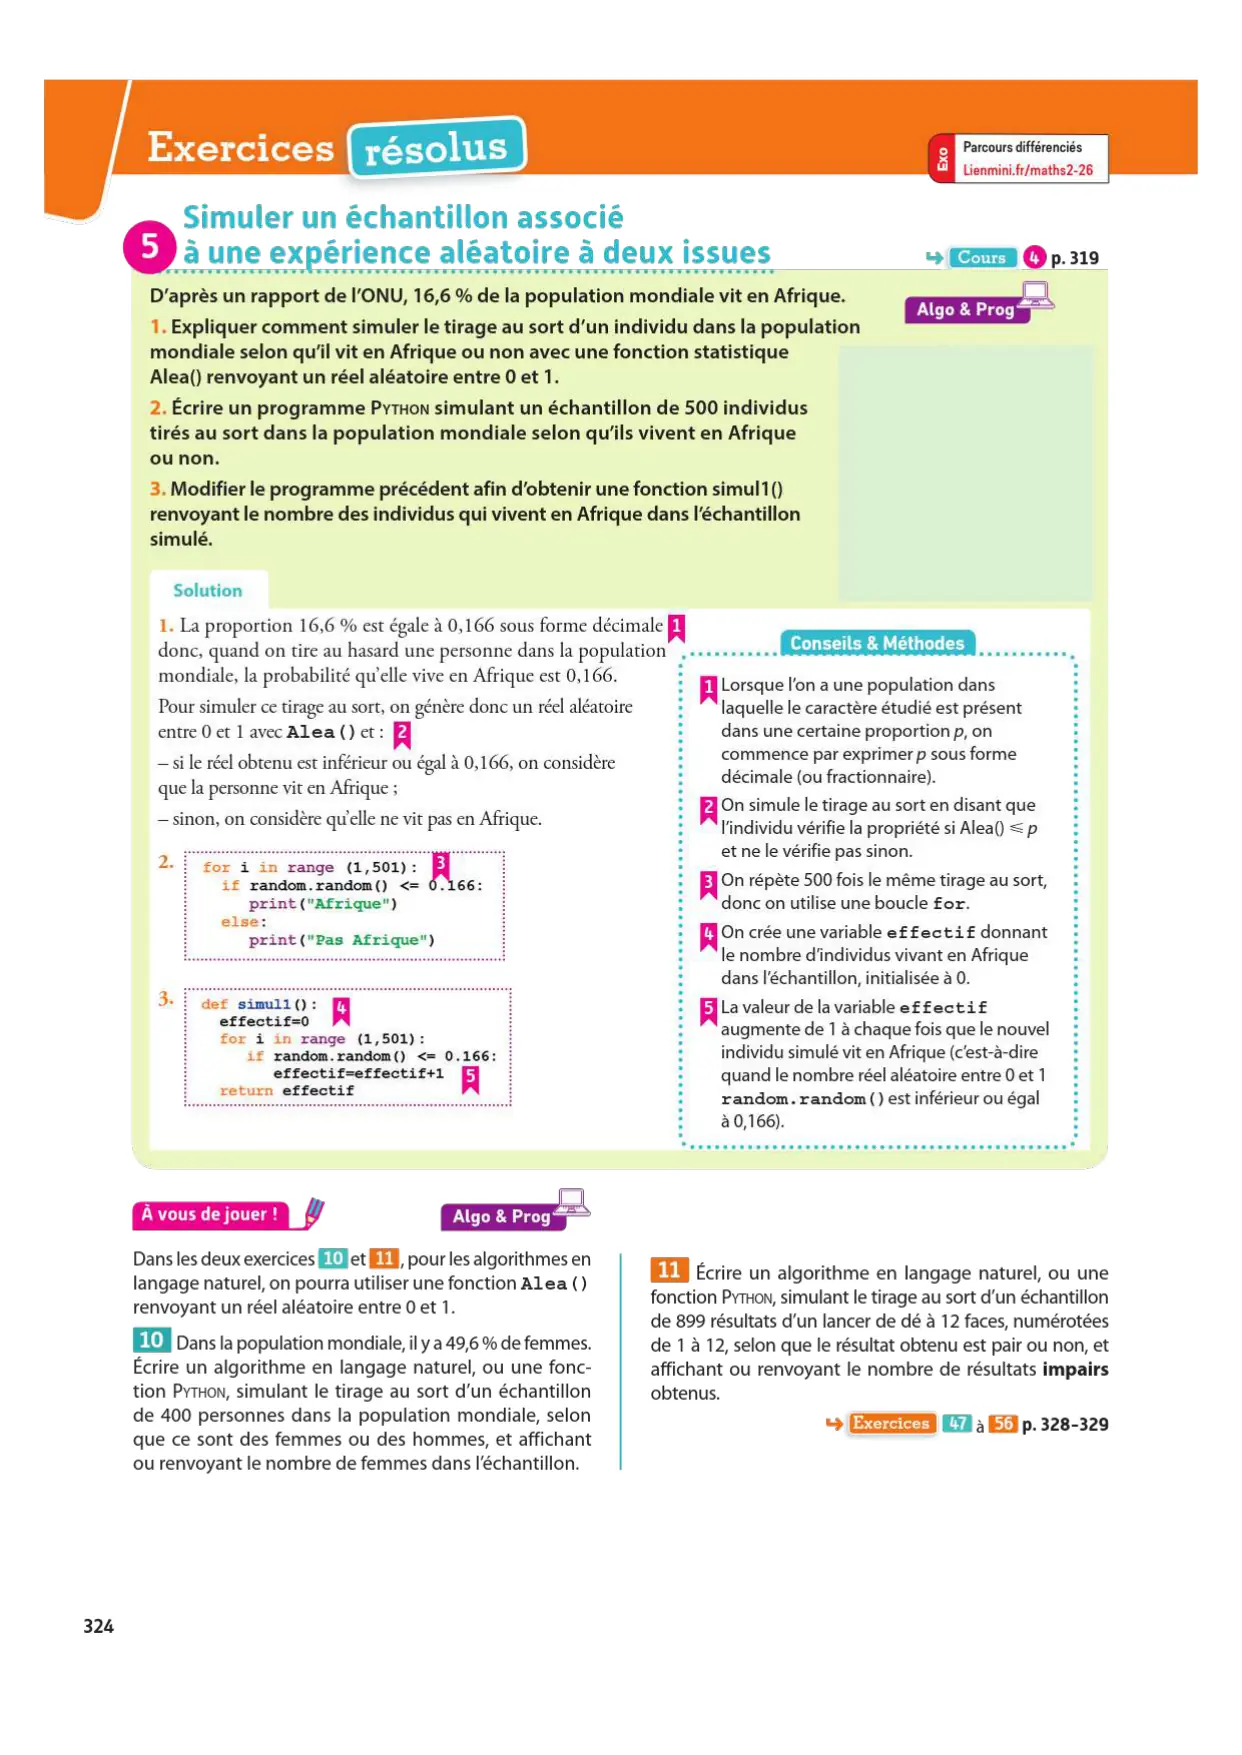 Exercices résolus
Exo
Parcours différenciés
Lienmini.fr/maths2-26
5
Simuler un échantillon associé
à une expérience aléatoire à deux issues
Cours 4 p. 319
D'après un rapport de l'ONU, 16,6 % de la population mondiale vit en Afrique.
Algo & Prog
1. Expliquer comment simuler le tirage au sort d'un individu dans la population
mondiale selon qu'il vit en Afrique ou non avec une fonction statistique
Alea() renvoyant un réel aléatoire entre 0 et 1.
2. Écrire un programme PYTHON simulant un échantillon de 500 individus
tirés au sort dans la population mondiale selon qu'ils vivent en Afrique
ou non.
3. Modifier le programme précédent afin d'obtenir une fonction simul1()
renvoyant le nombre des individus qui vivent en Afrique dans l'échantillon
simulé.
Solution
1. La proportion 16,6 % est égale à 0,166 sous forme décimale 1
donc, quand on tire au hasard une personne dans la population
mondiale, la probabilité qu'elle vive en Afrique est 0,166.
Pour simuler ce tirage au sort, on génère donc un réel aléatoire
entre 0 et 1 avec Alea() et : 2
– si le réel obtenu est inférieur ou égal à 0,166, on considère
que la personne vit en Afrique ;
– sinon, on considère qu'elle ne vit pas en Afrique.
2. for i in range (1,501): 3
if random.random() <= 0.166:
print("Afrique")
else:
print("Pas Afrique")
3. def simul1(): 4
effectif=0
for i in range (1,501):
if random.random() <= 0.166:
effectif=effectif+1 5
return effectif
Conseils & Méthodes
1 Lorsque l'on a une population dans
laquelle le caractère étudié est présent
dans une certaine proportion p, on
commence par exprimer p sous forme
décimale (ou fractionnaire).
2 On simule le tirage au sort en disant que
l'individu vérifie la propriété si Alea() ⩽ p
et ne le vérifie pas sinon.
3 On répète 500 fois le même tirage au sort,
donc on utilise une boucle for.
4 On crée une variable effectif donnant
le nombre d'individus vivant en Afrique
dans l'échantillon, initialisée à 0.
5 La valeur de la variable effectif
augmente de 1 à chaque fois que le nouvel
individu simulé vit en Afrique (c'est-à-dire
quand le nombre réel aléatoire entre 0 et 1
random.random() est inférieur ou égal
à 0,166).
À vous de jouer !
Algo & Prog
Dans les deux exercices 10 et 11, pour les algorithmes en
langage naturel, on pourra utiliser une fonction Alea()
renvoyant un réel aléatoire entre 0 et 1.
10 Dans la population mondiale, il y a 49,6 % de femmes.
Écrire un algorithme en langage naturel, ou une fonc-
tion PYTHON, simulant le tirage au sort d'un échantillon
de 400 personnes dans la population mondiale, selon
que ce sont des femmes ou des hommes, et affichant
ou renvoyant le nombre de femmes dans l'échantillon.
11 Écrire un algorithme en langage naturel, ou une
fonction PYTHON, simulant le tirage au sort d'un échantillon
de 899 résultats d'un lancer de dé à 12 faces, numérotées
de 1 à 12, selon que le résultat obtenu est pair ou non, et
affichant ou renvoyant le nombre de résultats impairs
obtenus.
Exercices 47 à 56 p. 328-329
324